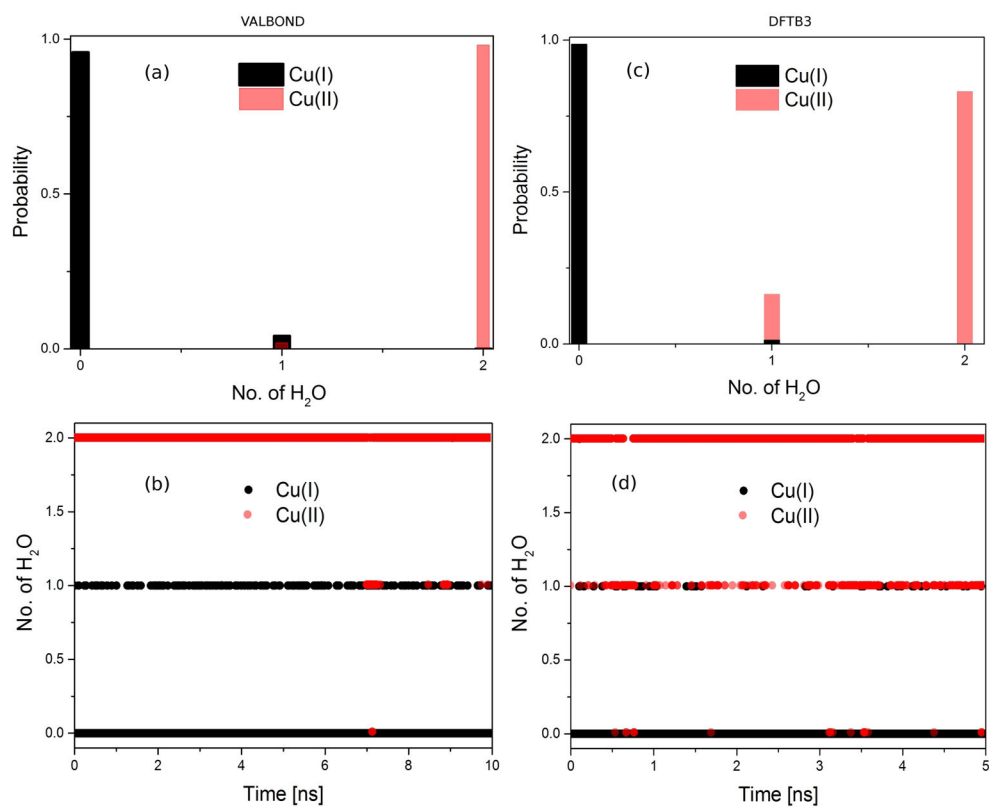 VALBOND
1.0
0.5
0.0
Probability
(a)
Cu(I)
Cu(II)
0
1
2
No. of H₂O
DFTB3
1.0
0.5
0.0
Probability
(c)
Cu(I)
Cu(II)
0
1
2
No. of H₂O
2.0
1.5
1.0
0.5
0.0
No. of H₂O
(b)
Cu(I)
Cu(II)
0
2
4
6
8
10
Time [ns]
2.0
1.5
1.0
0.5
0.0
No. of H₂O
(d)
Cu(I)
Cu(II)
0
1
2
3
4
5
Time [ns]